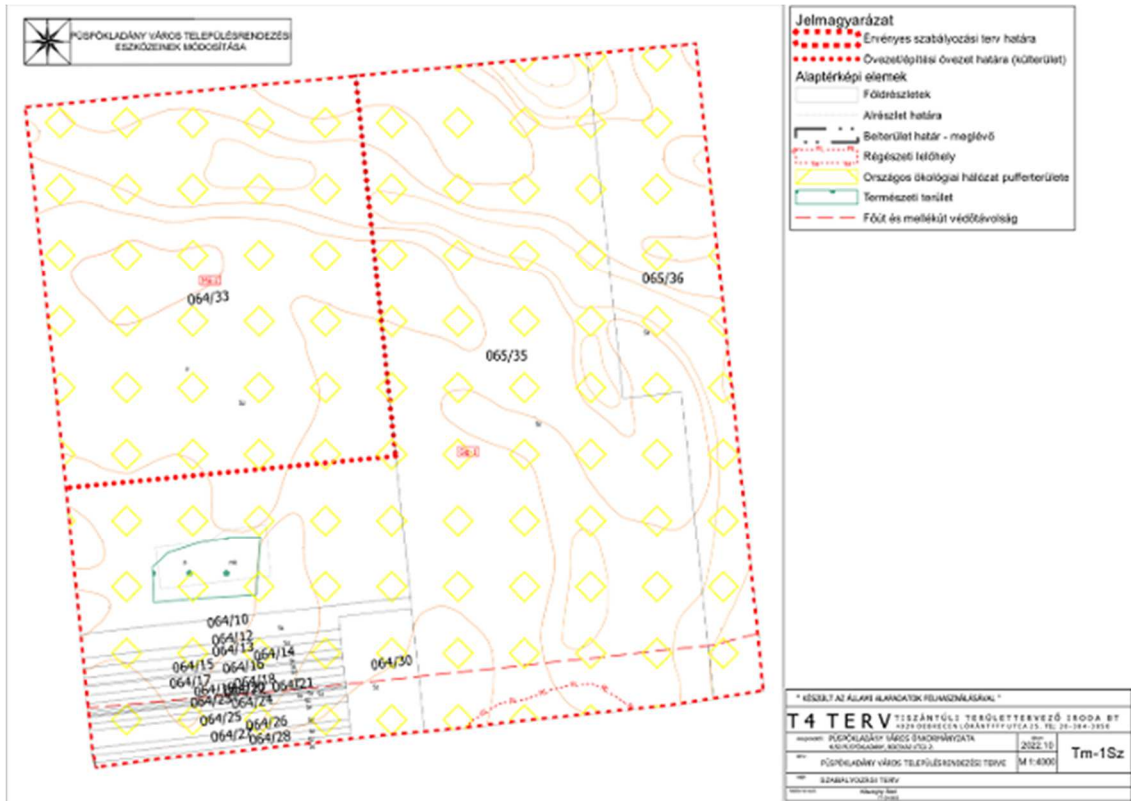 PÜSPÖKLADÁNY VÁROS TELEPÜLÉSRENDEZÉSI
ESZKÖZEINEK MÓDOSÍTÁSA
Jelmagyarázat
Érvényes szabályozási terv határa
Övezet/építési övezet határa (külterület)
Alaptérképi elemek
Földrészletek
Alrészlet határa
Belterület határ - meglévő
Régészeti lelőhely
Országos ökológiai hálózat pufferterülete
Természeti terület
Főút és mellékút védőtávolság
065/36
064/33
065/35
064/10
064/12
064/13
064/14
064/15
064/16
064/30
064/17
064/18
064/21
064/24
064/25
064/26
064/27
064/28
" KÉSZÜLT AZ ÁLLAMI ALAPADATOK FELHASZNÁLÁSÁVAL "
T4 TERV TISZÁNTÚLI TERÜLETTERVEZŐ IRODA BT
PÜSPÖKLADÁNY VÁROS ÖNKORMÁNYZATA
2022.10
PÜSPÖKLADÁNY VÁROS TELEPÜLÉSRENDEZÉSI TERVE
M 1:4000
Tm-1Sz
SZABÁLYOZÁSI TERV